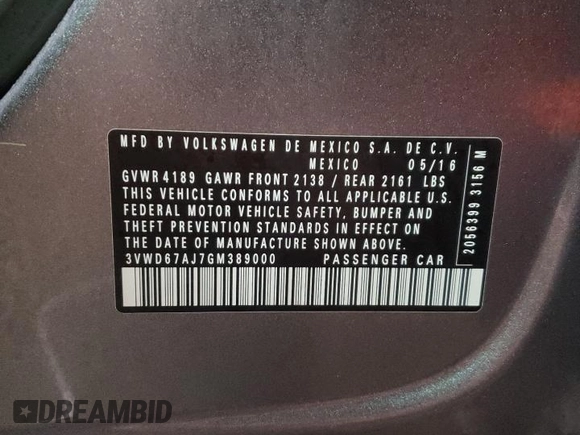 MFD BY VOLKSWAGEN DE MEXICO S.A. DE C.V.
MEXICO 05/16
GVWR 4189 GAWR FRONT 2138 / REAR 2161 LBS
THIS VEHICLE CONFORMS TO ALL APPLICABLE U.S.
FEDERAL MOTOR VEHICLE SAFETY, BUMPER AND
THEFT PREVENTION STANDARDS IN EFFECT ON
THE DATE OF MANUFACTURE SHOWN ABOVE.
3VWD67AJ7GM389000 PASSENGER CAR
2056399 3156 M
DREAMBID